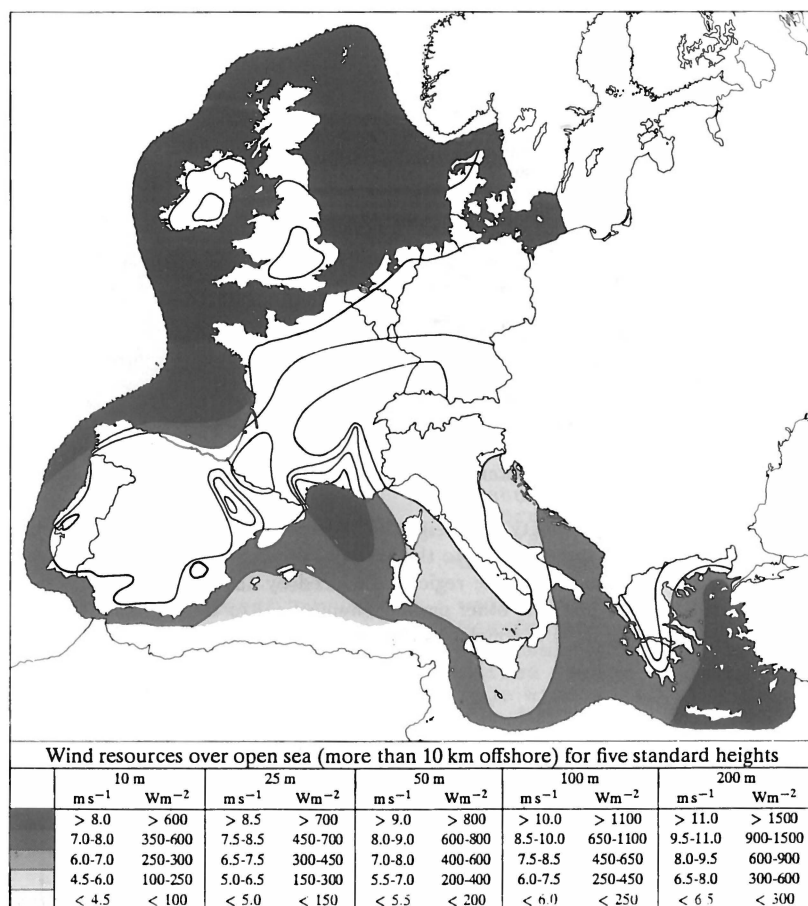 Wind resources over open sea (more than 10 km offshore) for five standard heights
10 m 25 m 50 m 100 m 200 m
m s⁻¹ Wm⁻² m s⁻¹ Wm⁻² m s⁻¹ Wm⁻² m s⁻¹ Wm⁻² m s⁻¹ Wm⁻²
> 8.0 > 600 > 8.5 > 700 > 9.0 > 800 > 10.0 > 1100 > 11.0 > 1500
7.0-8.0 350-600 7.5-8.5 450-700 8.0-9.0 600-800 8.5-10.0 650-1100 9.5-11.0 900-1500
6.0-7.0 250-300 6.5-7.5 300-450 7.0-8.0 400-600 7.5-8.5 450-650 8.0-9.5 600-900
4.5-6.0 100-250 5.0-6.5 150-300 5.5-7.0 200-400 6.0-7.5 250-450 6.5-8.0 300-600
< 4.5 < 100 < 5.0 < 150 < 5.5 < 200 < 6.0 < 250 < 6.5 < 300